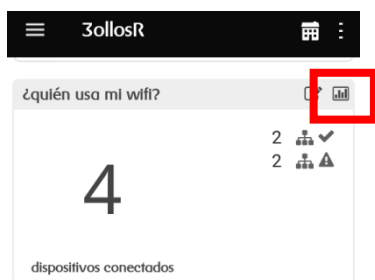 3ollosR
¿quién usa mi wifi?
2
2
4
dispositivos conectados